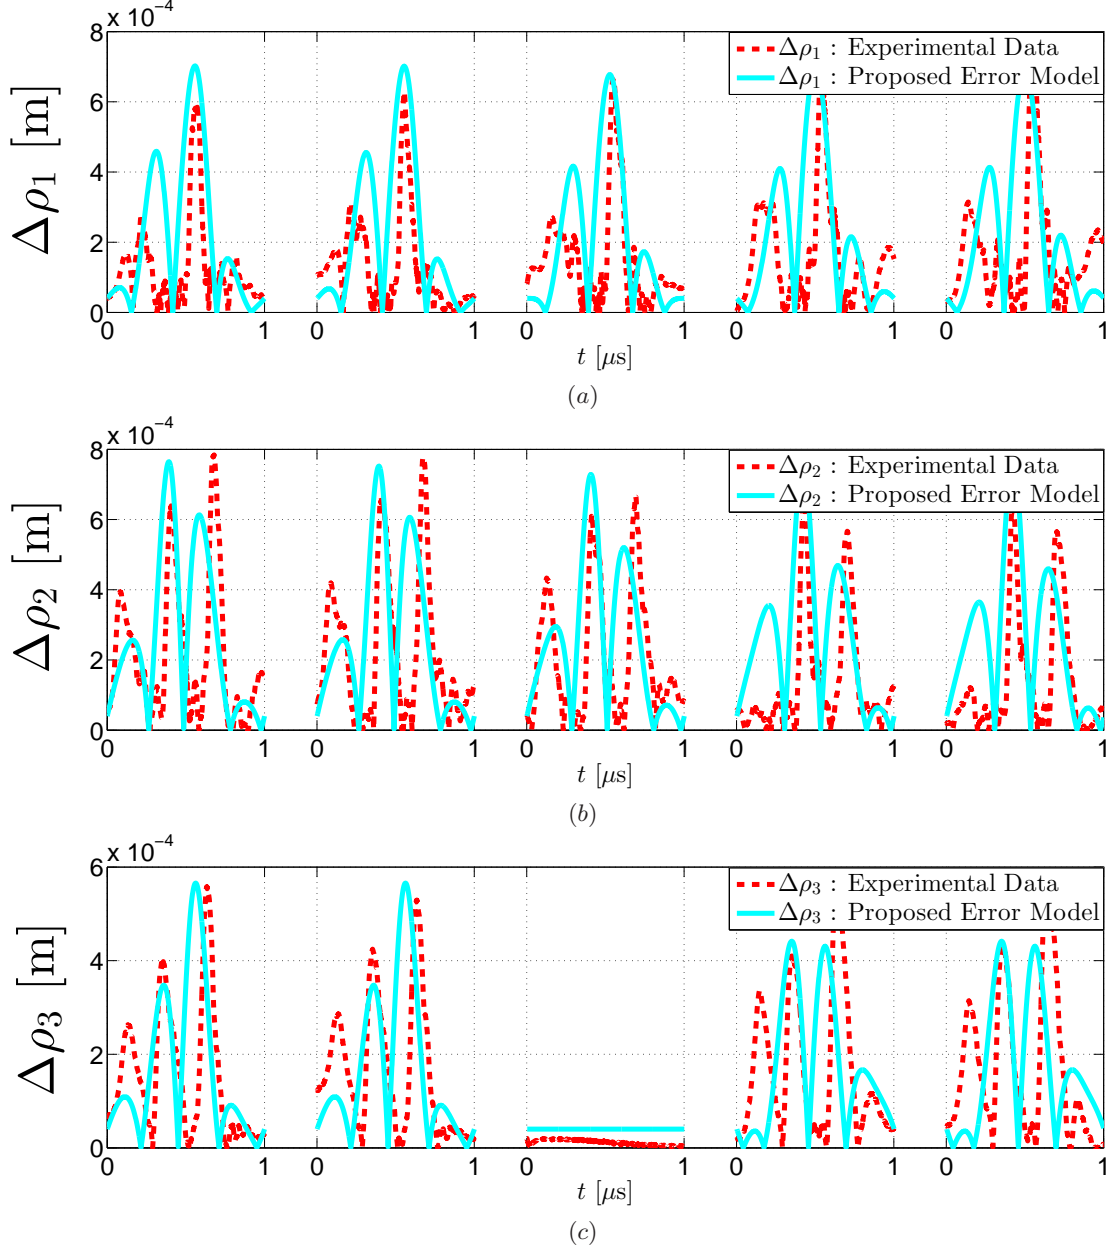 8 x 10⁻⁴
6
4
2
0
Δρ₁ [m]
Δρ₁ : Experimental Data
Δρ₁ : Proposed Error Model
0 1 0 1 0 1 0 1 0 1
t [μs]
(a)
8 x 10⁻⁴
6
4
2
0
Δρ₂ [m]
Δρ₂ : Experimental Data
Δρ₂ : Proposed Error Model
0 1 0 1 0 1 0 1 0 1
t [μs]
(b)
6 x 10⁻⁴
4
2
0
Δρ₃ [m]
Δρ₃ : Experimental Data
Δρ₃ : Proposed Error Model
0 1 0 1 0 1 0 1 0 1
t [μs]
(c)